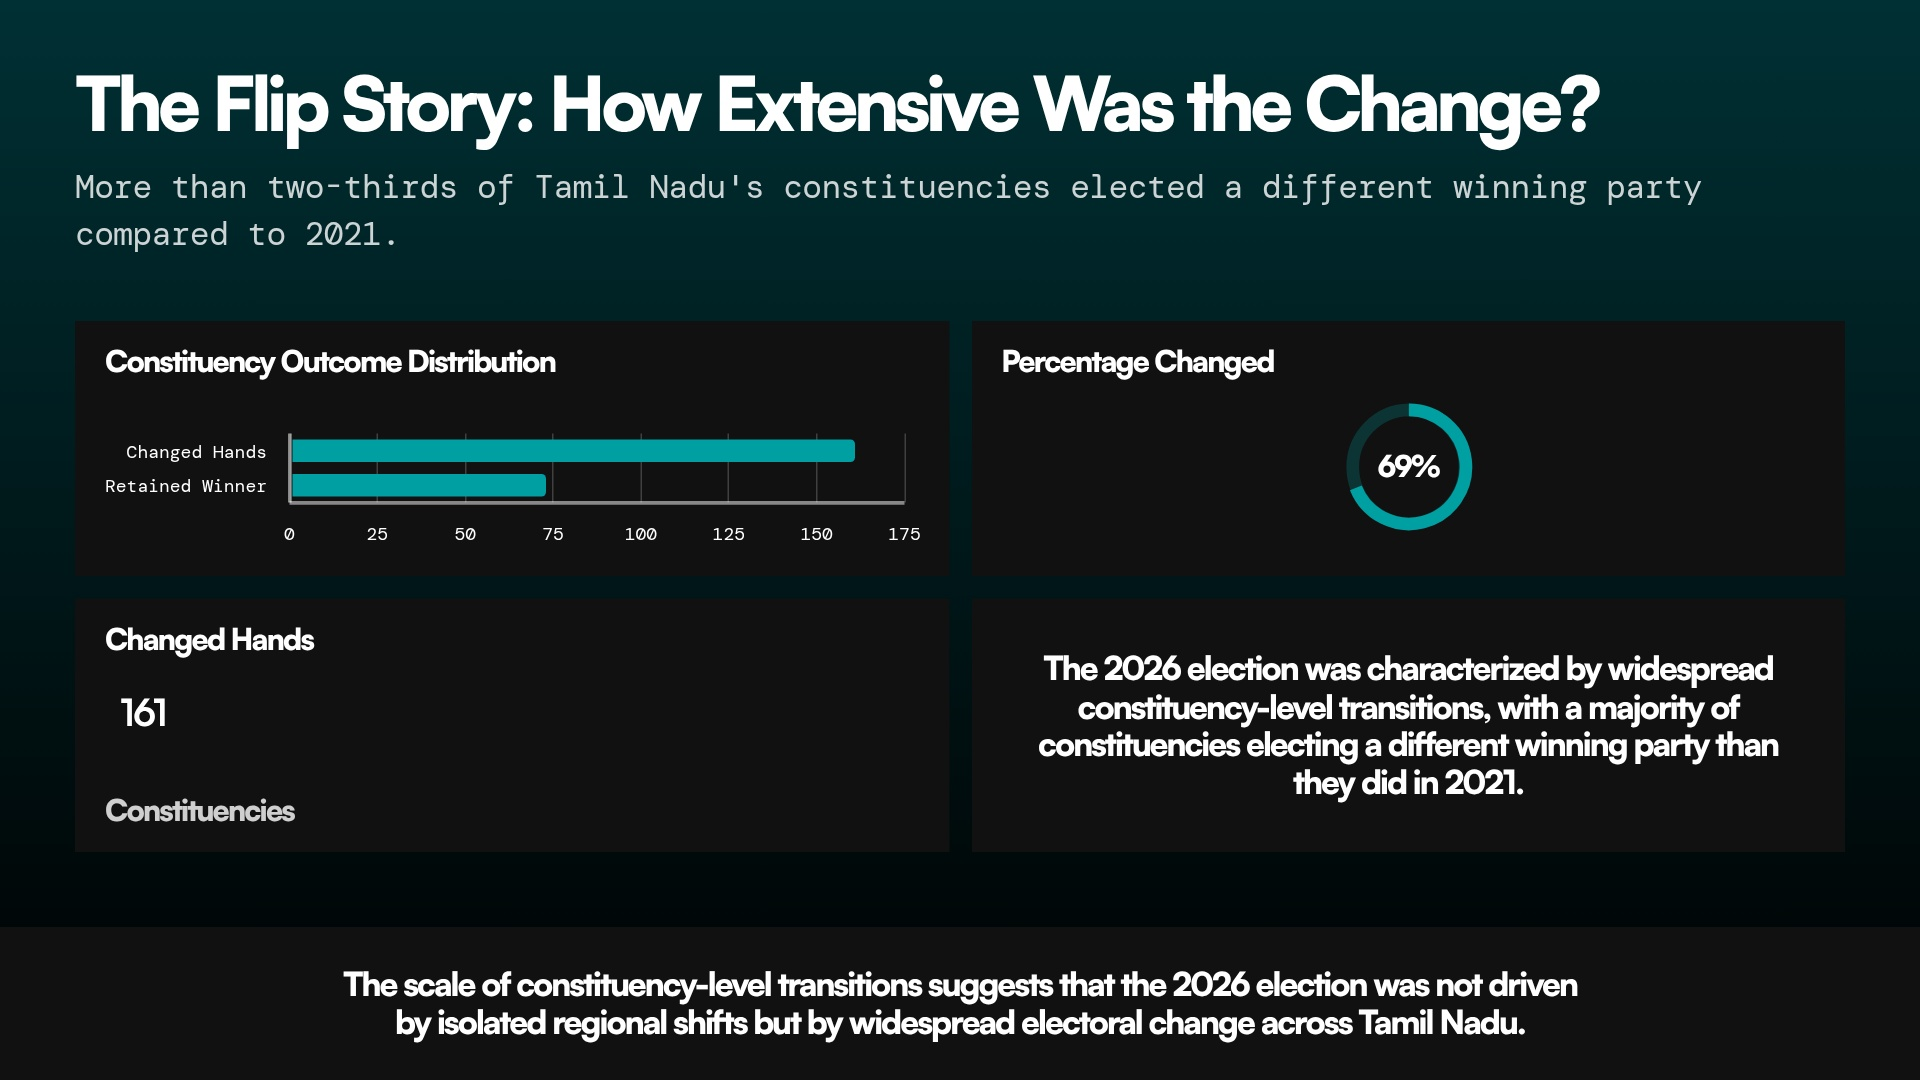 The Flip Story: How Extensive Was the Change?
More than two-thirds of Tamil Nadu's constituencies elected a different winning party
compared to 2021.
Constituency Outcome Distribution
Changed Hands
Retained Winner
0 25 50 75 100 125 150 175
Percentage Changed
69%
Changed Hands
161
Constituencies
The 2026 election was characterized by widespread
constituency-level transitions, with a majority of
constituencies electing a different winning party than
they did in 2021.
The scale of constituency-level transitions suggests that the 2026 election was not driven
by isolated regional shifts but by widespread electoral change across Tamil Nadu.